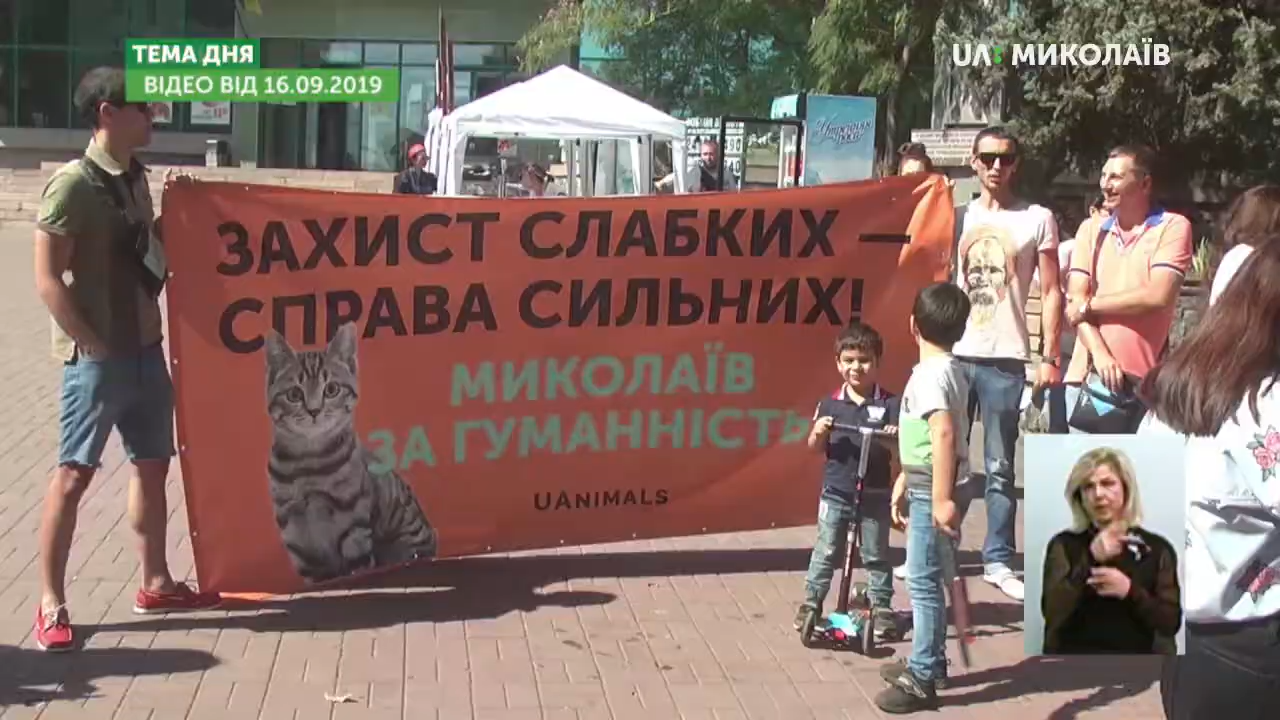 ТЕМА ДНЯ
ВІДЕО ВІД 16.09.2019
UA: МИКОЛАЇВ
ЗАХИСТ СЛАБКИХ —
СПРАВА СИЛЬНИХ!
МИКОЛАЇВ
ЗА ГУМАННІСТЬ
UANIMALS